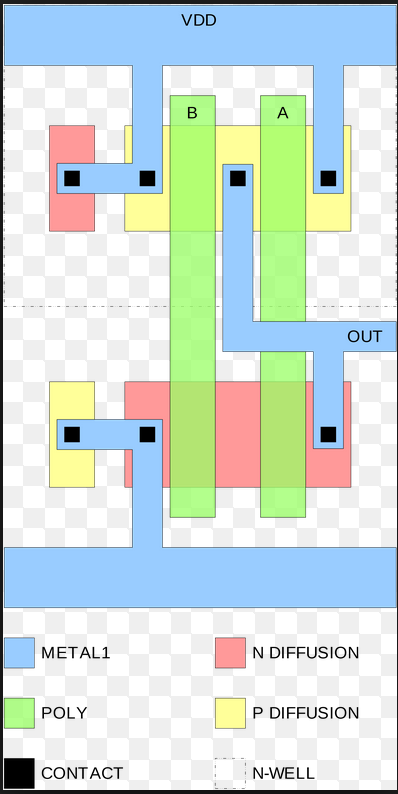 VDD
B A
OUT
METAL1 N DIFFUSION
POLY P DIFFUSION
CONTACT N-WELL